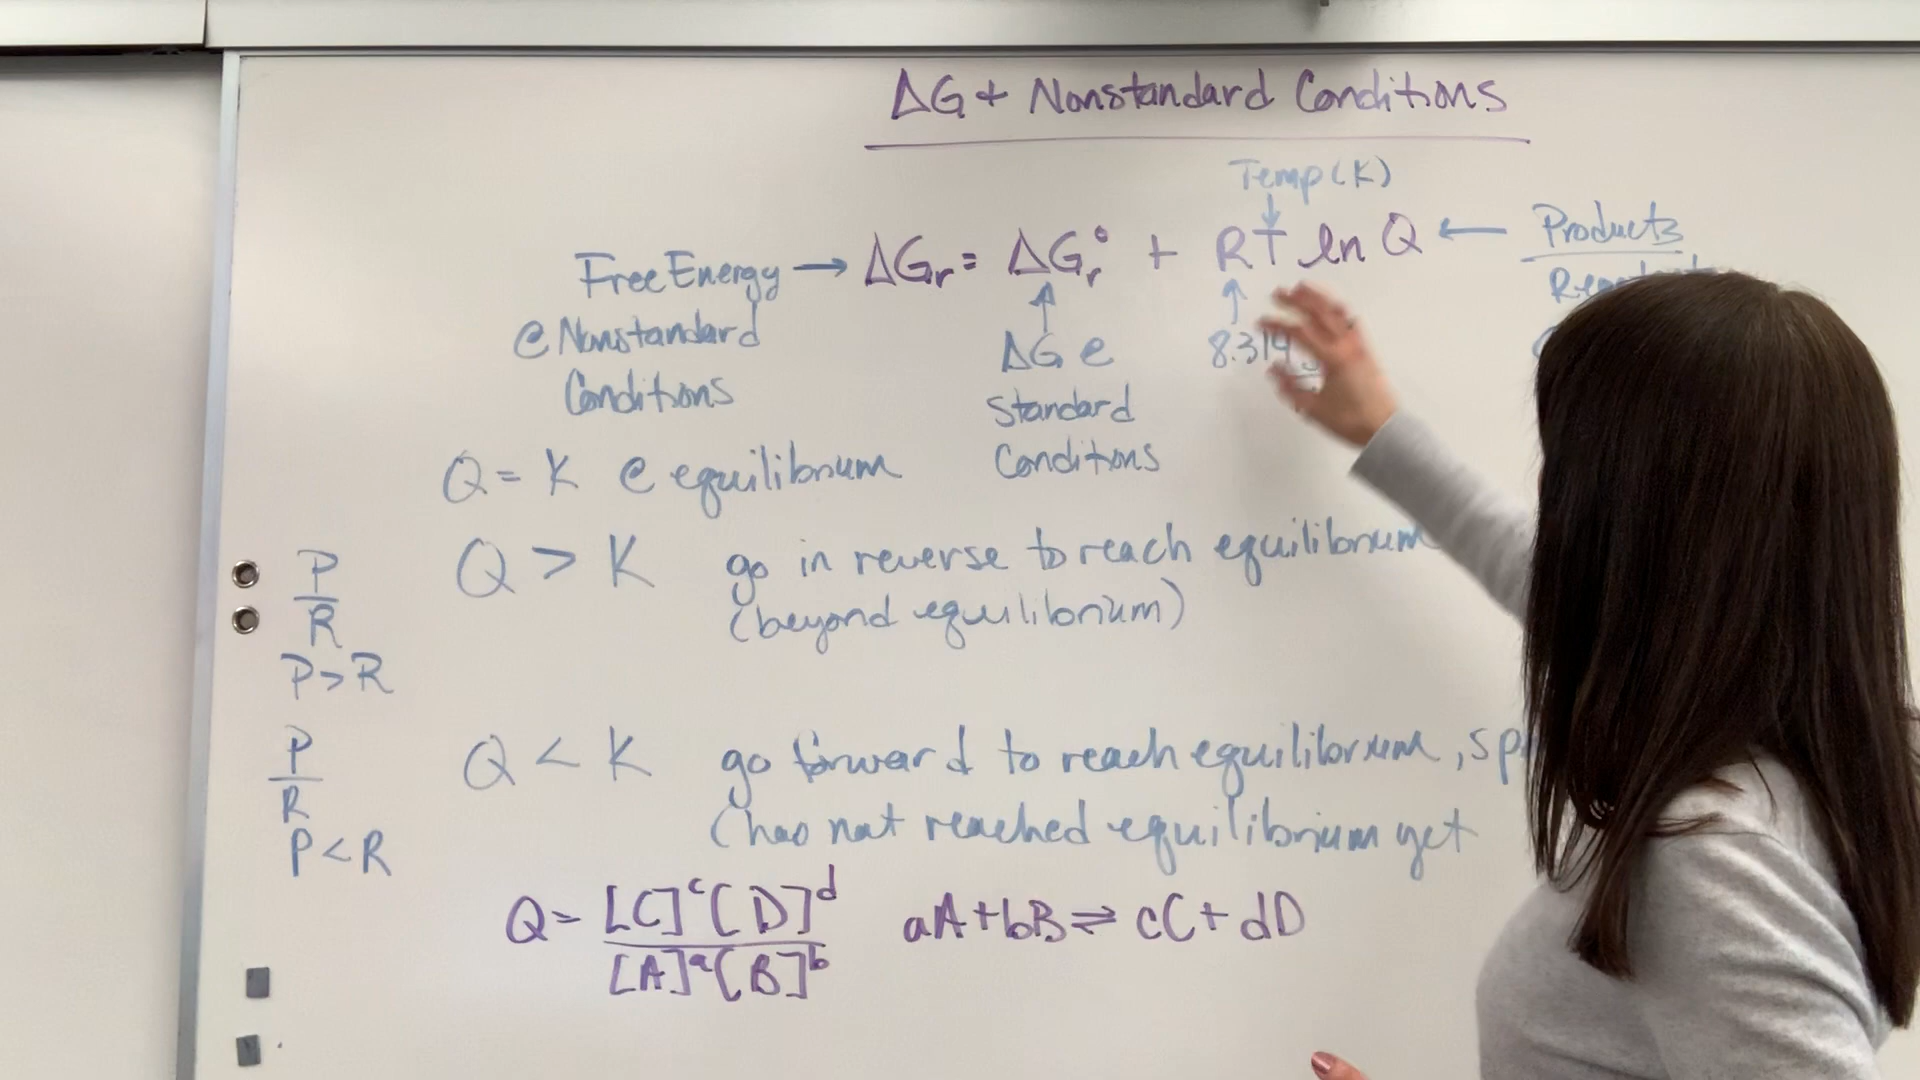 ΔG + Nonstandard Conditions
Temp (K)
Free Energy → ΔGr = ΔG°r + RT ln Q ← Products
@ Nonstandard
Conditions
ΔG @
Standard
Conditions
8.314
Q = K @ equilibrium
P/R
P > R
Q > K go in reverse to reach equilibrium
(beyond equilibrium)
P/R
P < R
Q < K go forward to reach equilibrium,
(has not reached equilibrium yet
Q = [C]^c [D]^d / [A]^a [B]^b aA + bB ⇌ cC + dD